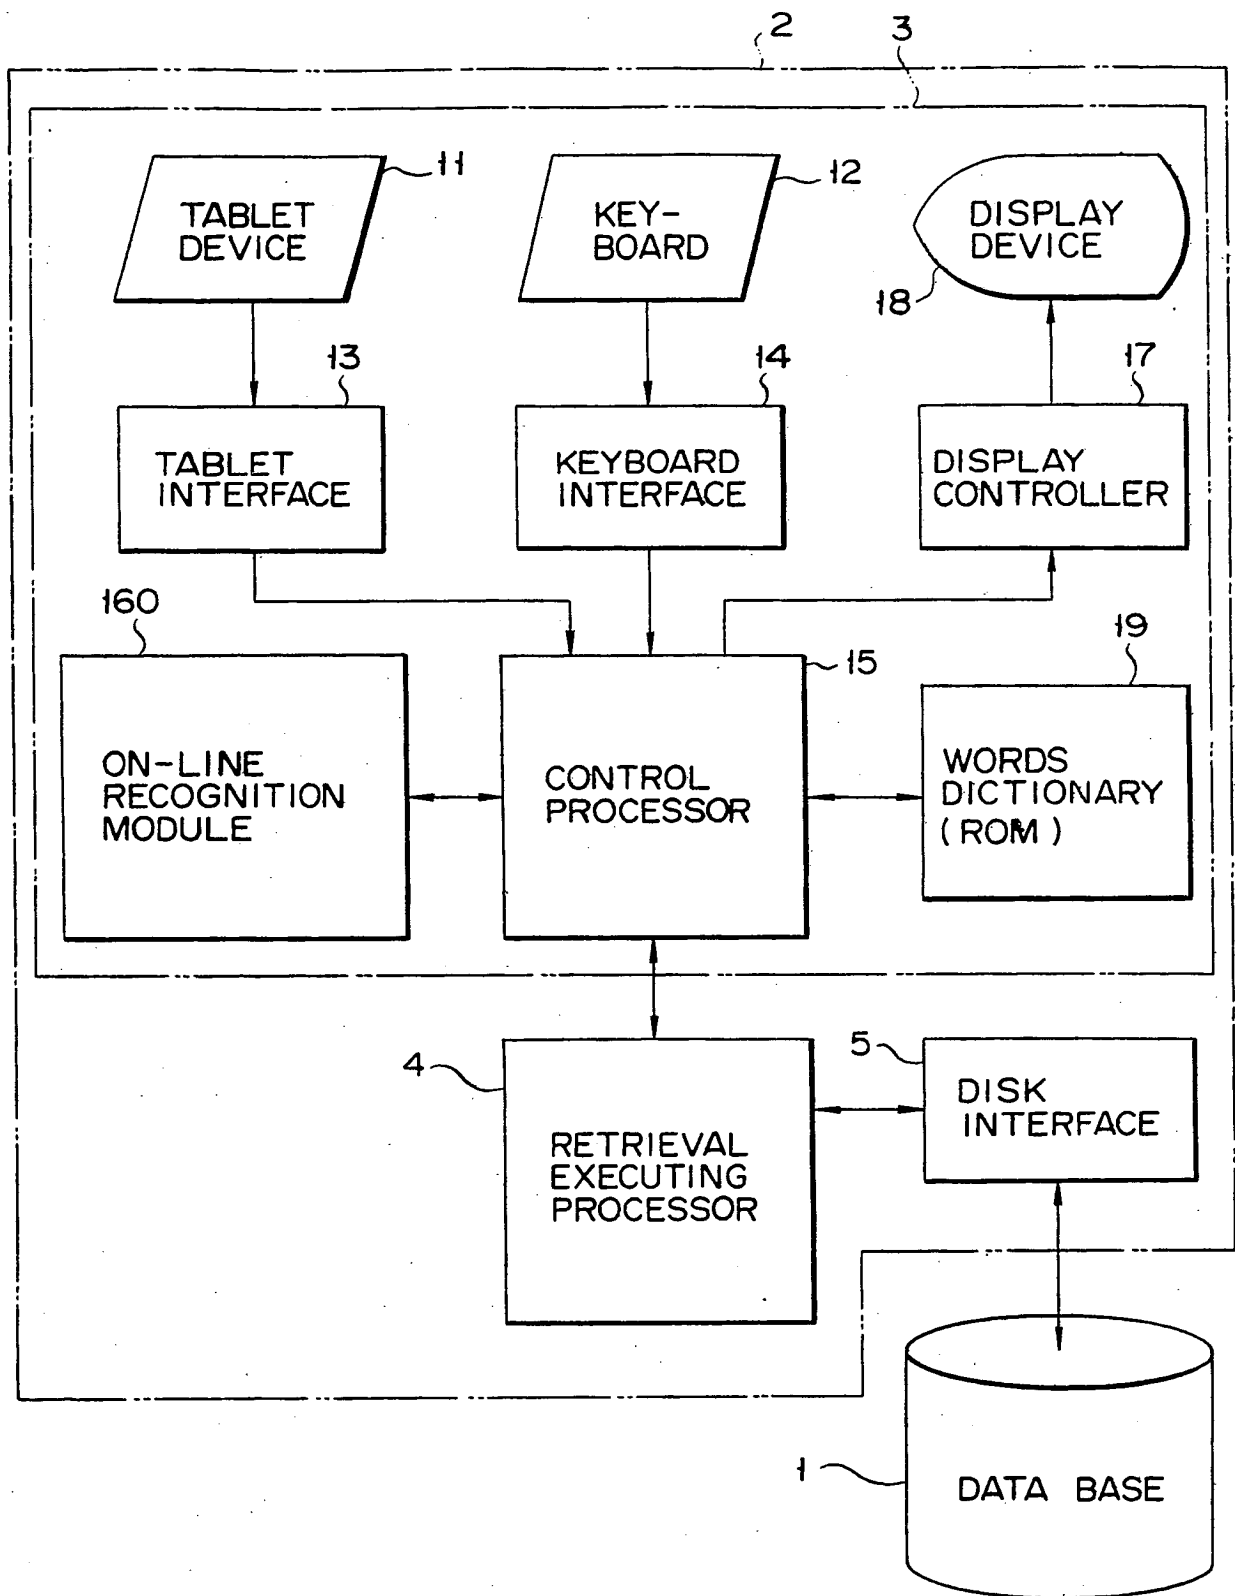 2
3
11
12
TABLET
DEVICE
KEY-
BOARD
DISPLAY
DEVICE
18
13
14
17
TABLET
INTERFACE
KEYBOARD
INTERFACE
DISPLAY
CONTROLLER
160
15
19
ON-LINE
RECOGNITION
MODULE
CONTROL
PROCESSOR
WORDS
DICTIONARY
(ROM)
4
5
DISK
INTERFACE
RETRIEVAL
EXECUTING
PROCESSOR
1
DATA BASE